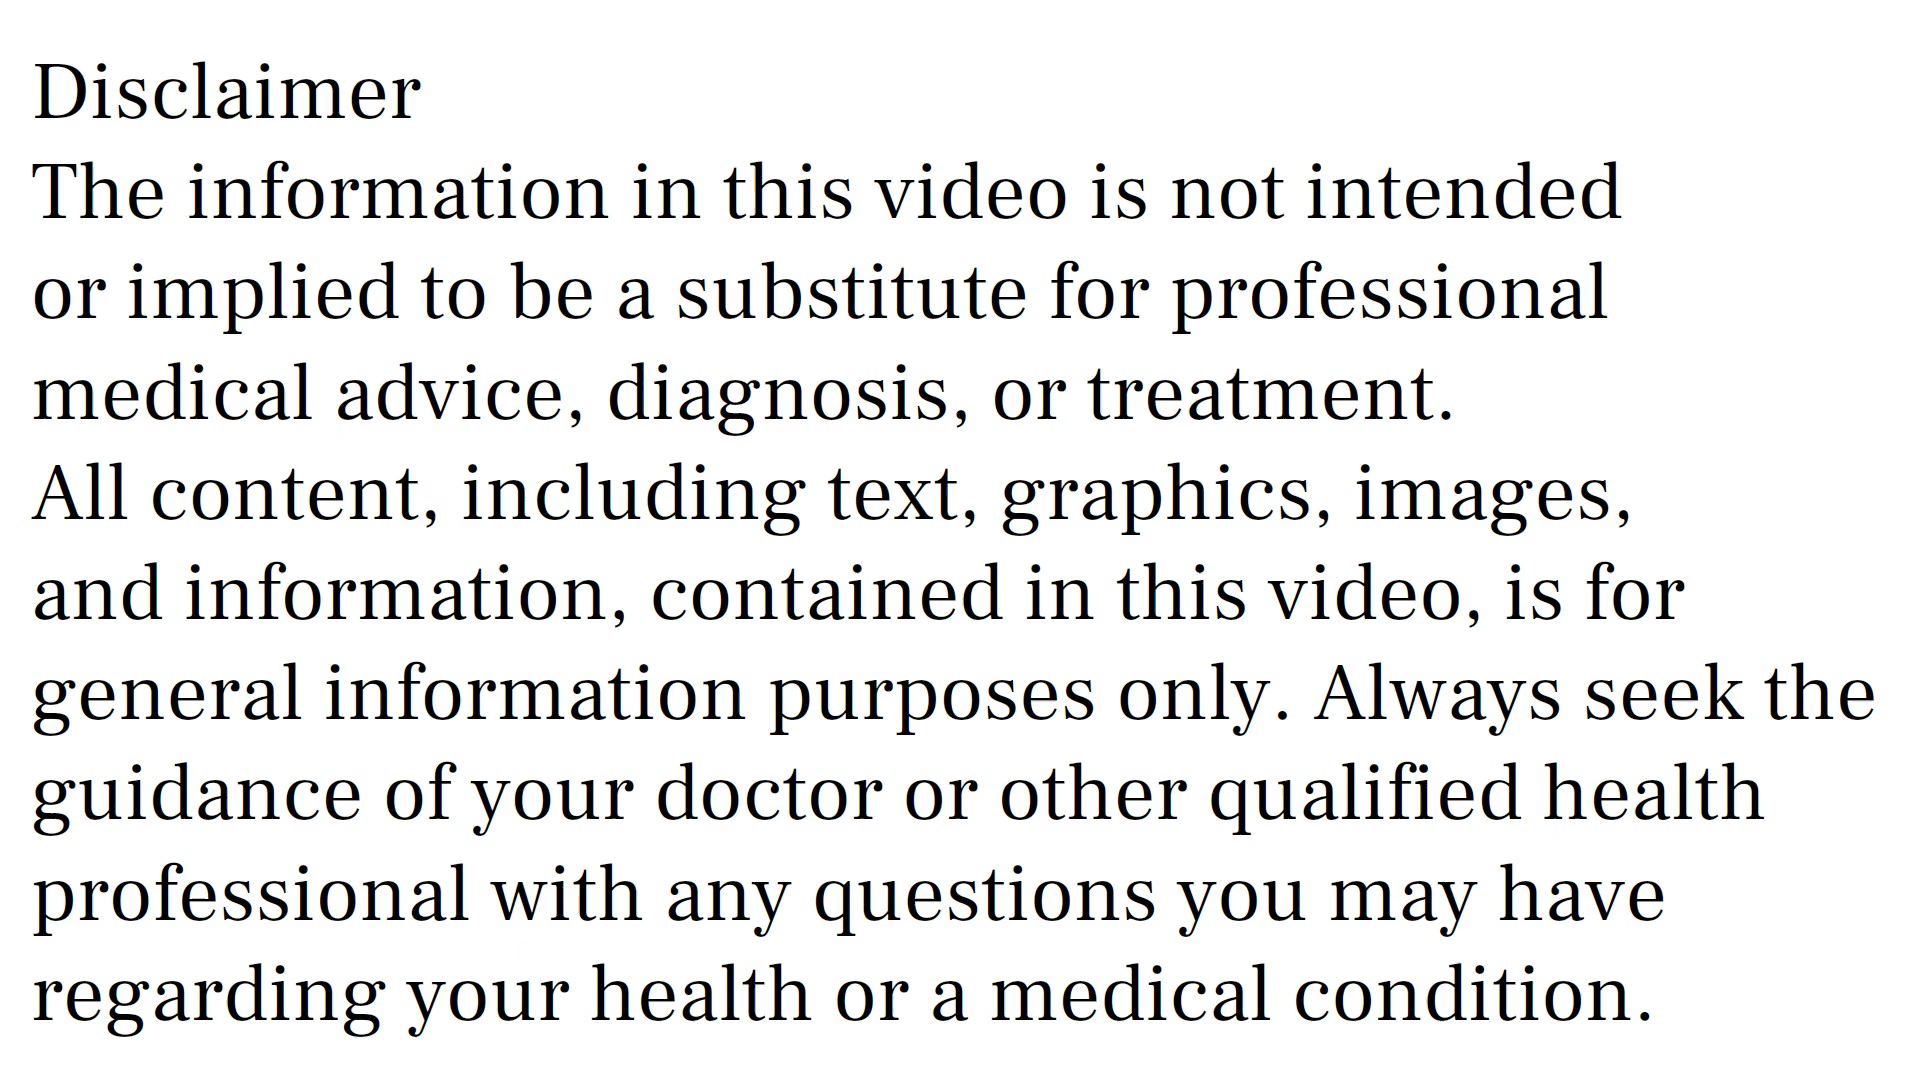 Disclaimer
The information in this video is not intended
or implied to be a substitute for professional
medical advice, diagnosis, or treatment.
All content, including text, graphics, images,
and information, contained in this video, is for
general information purposes only. Always seek the
guidance of your doctor or other qualified health
professional with any questions you may have
regarding your health or a medical condition.